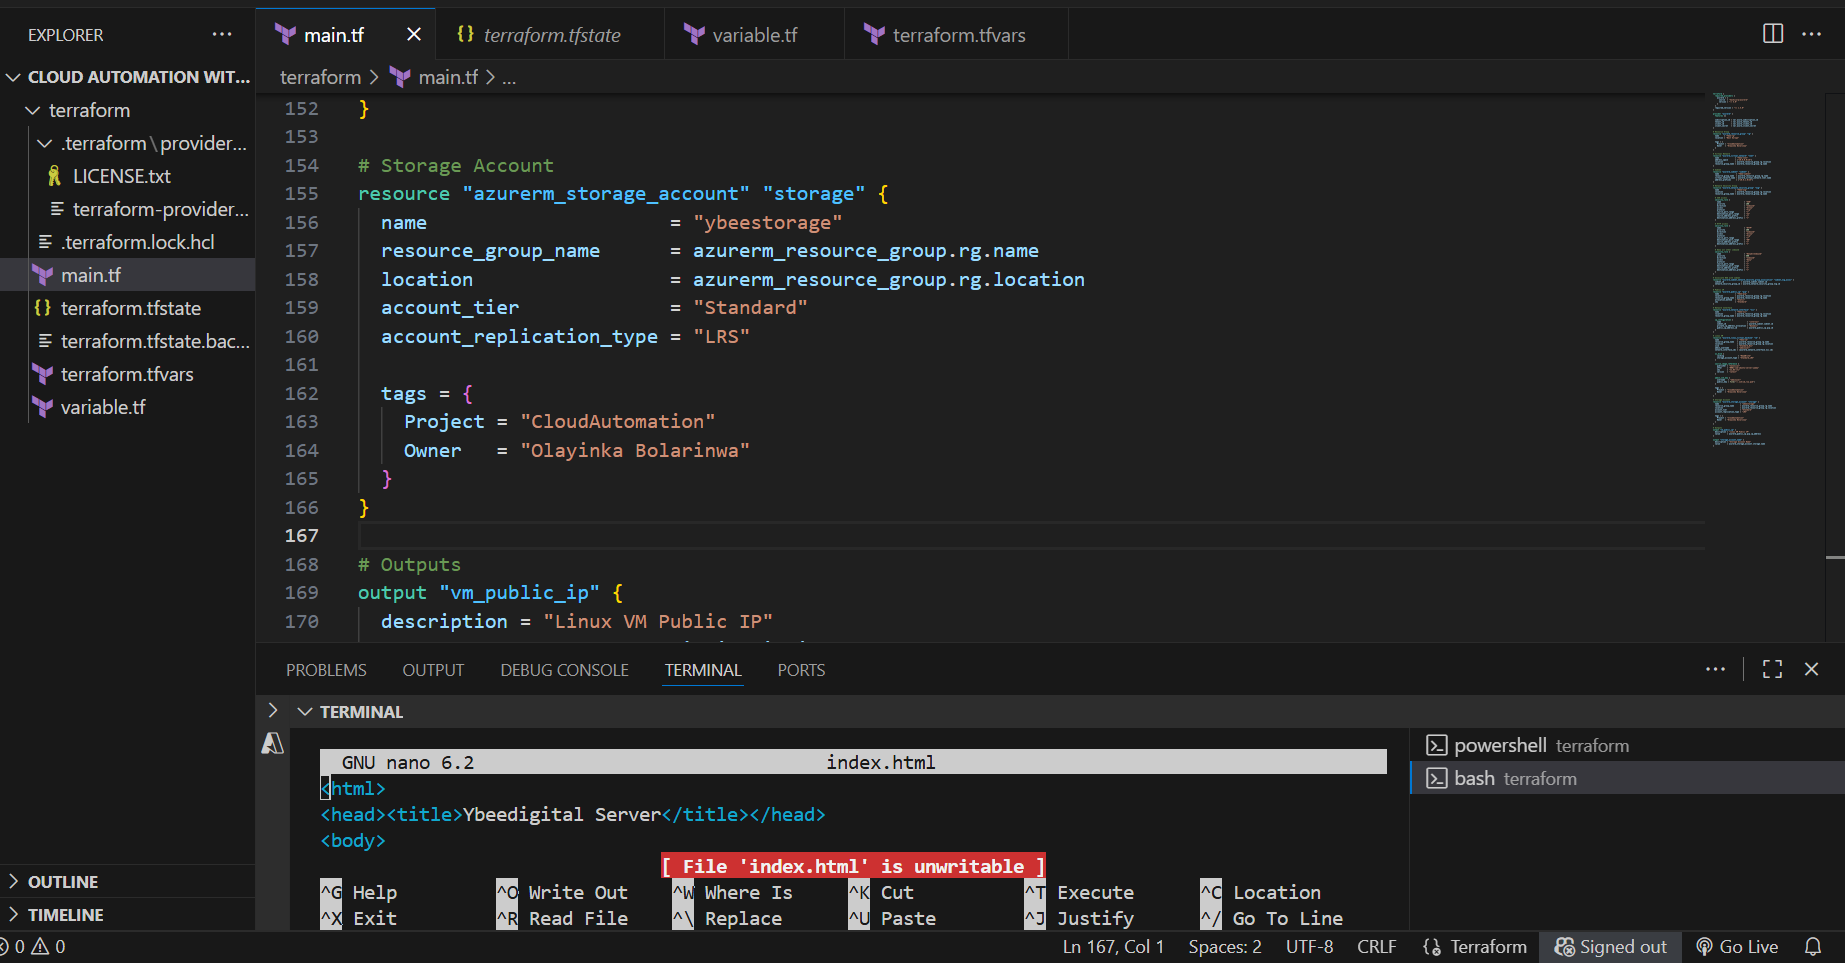 EXPLORER
CLOUD AUTOMATION WIT...
terraform
.terraform\provider...
LICENSE.txt
terraform-provider...
.terraform.lock.hcl
main.tf
terraform.tfstate
terraform.tfstate.bac...
terraform.tfvars
variable.tf
OUTLINE
TIMELINE
main.tf
{} terraform.tfstate
variable.tf
terraform.tfvars
terraform > main.tf > ...
152 }
153
154 # Storage Account
155 resource "azurerm_storage_account" "storage" {
156 name = "ybeestorage"
157 resource_group_name = azurerm_resource_group.rg.name
158 location = azurerm_resource_group.rg.location
159 account_tier = "Standard"
160 account_replication_type = "LRS"
161
162 tags = {
163 Project = "CloudAutomation"
164 Owner = "Olayinka Bolarinwa"
165 }
166 }
167
168 # Outputs
169 output "vm_public_ip" {
170 description = "Linux VM Public IP"
PROBLEMS OUTPUT DEBUG CONSOLE TERMINAL PORTS
TERMINAL
GNU nano 6.2 index.html
<html>
<head><title>Ybeedigital Server</title></head>
<body>
[ File 'index.html' is unwritable ]
^G Help ^O Write Out ^W Where Is ^K Cut ^T Execute ^C Location
^X Exit ^R Read File ^\ Replace ^U Paste ^J Justify ^/ Go To Line
powershell terraform
bash terraform
0 0 Ln 167, Col 1 Spaces: 2 UTF-8 CRLF Terraform Signed out Go Live